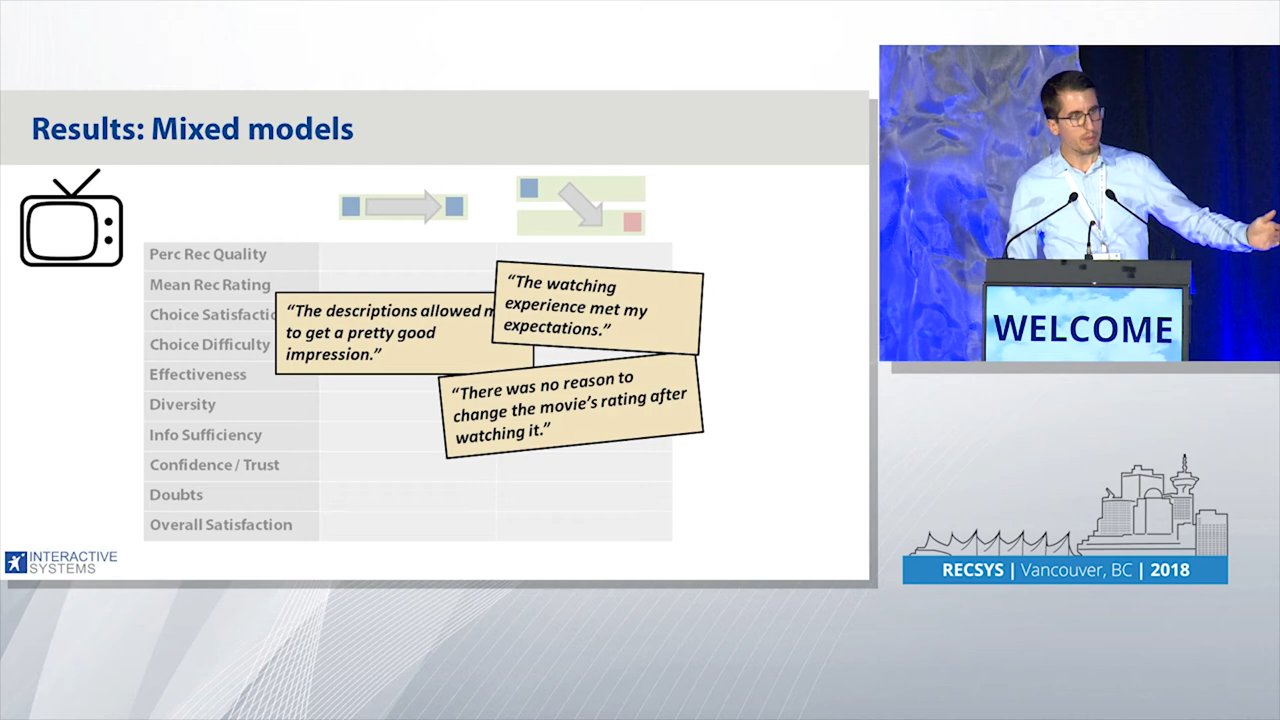 Results: Mixed models
Perc Rec Quality
Mean Rec Rating
Choice Satisfactio
Choice Difficulty
Effectiveness
Diversity
Info Sufficiency
Confidence / Trust
Doubts
Overall Satisfaction
“The descriptions allowed m
to get a pretty good
impression.”
“The watching
experience met my
expectations.”
“There was no reason to
change the movie’s rating after
watching it.”
INTERACTIVE
SYSTEMS
WELCOME
RECSYS | Vancouver, BC | 2018